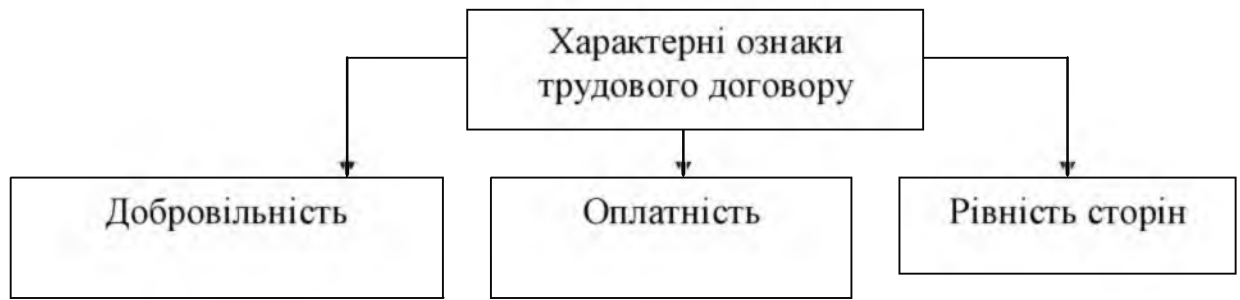 Характерні ознаки
трудового договору
Добровільність
Оплатність
Рівність сторін